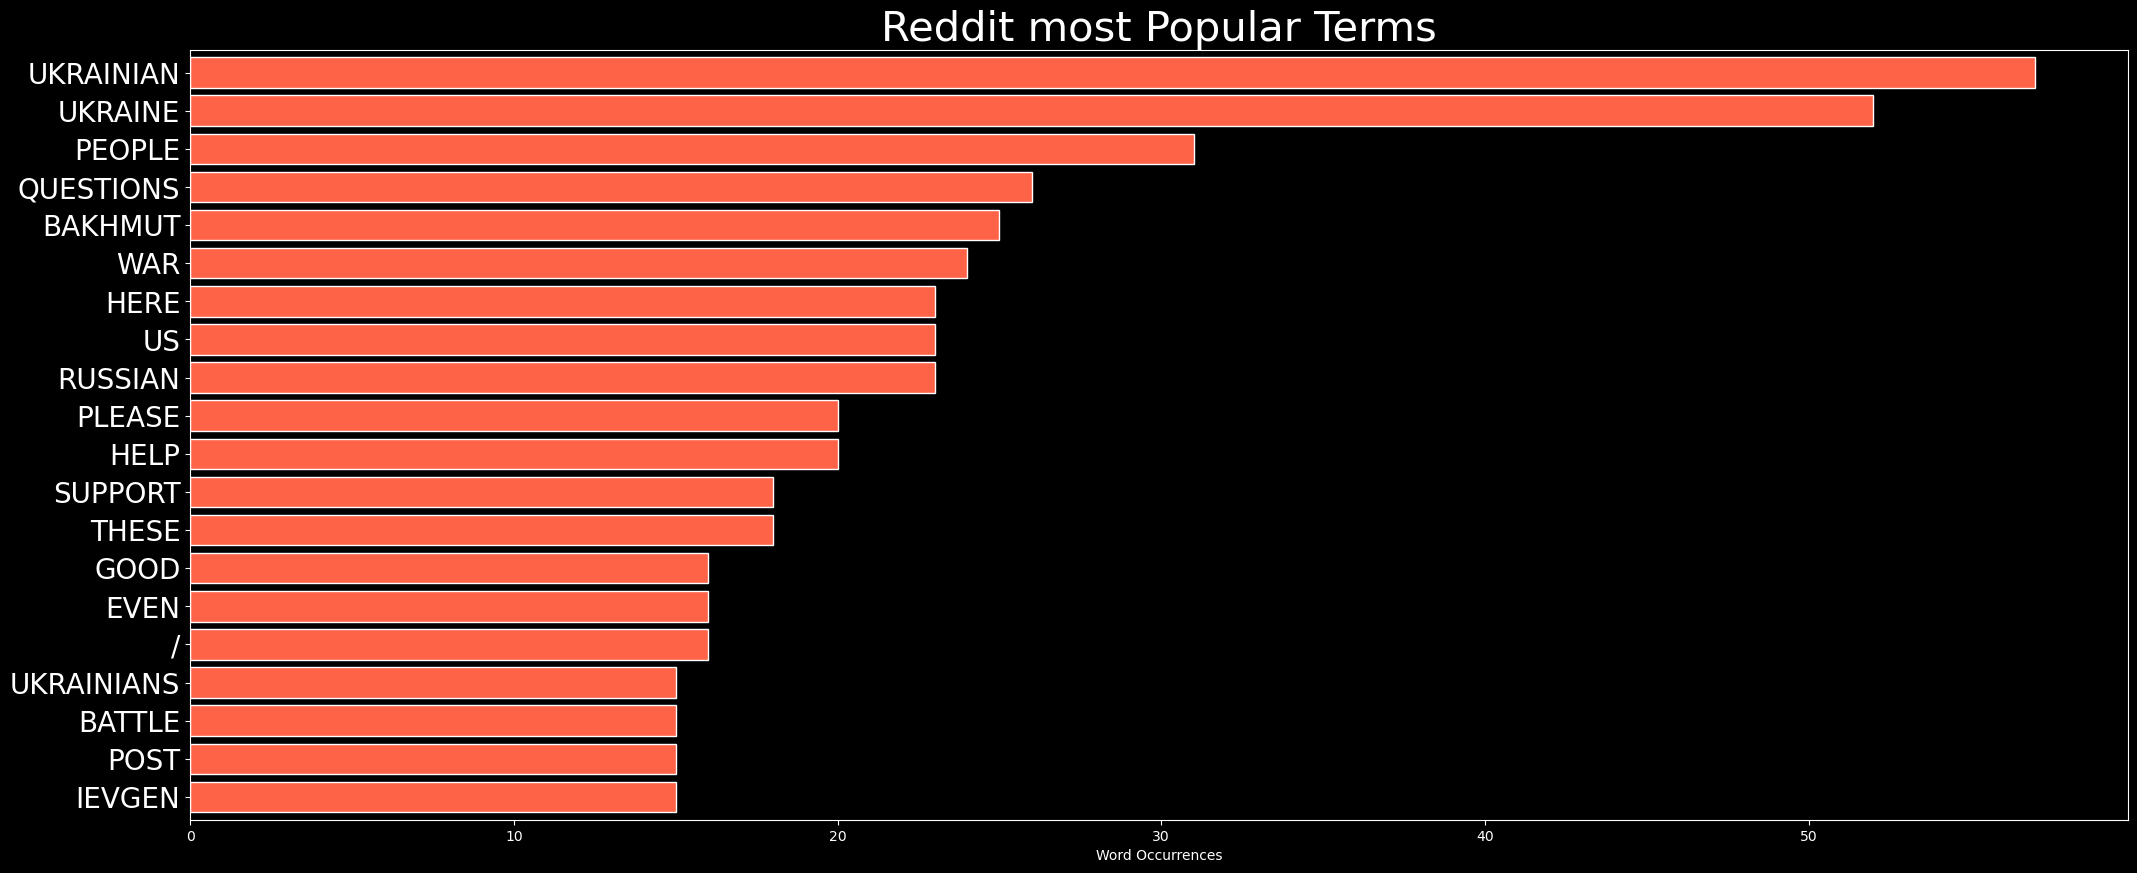 Reddit most Popular Terms
UKRAINIAN
UKRAINE
PEOPLE
QUESTIONS
BAKHMUT
WAR
HERE
US
RUSSIAN
PLEASE
HELP
SUPPORT
THESE
GOOD
EVEN
/
UKRAINIANS
BATTLE
POST
IEVGEN
0 10 20 30 40 50
Word Occurrences